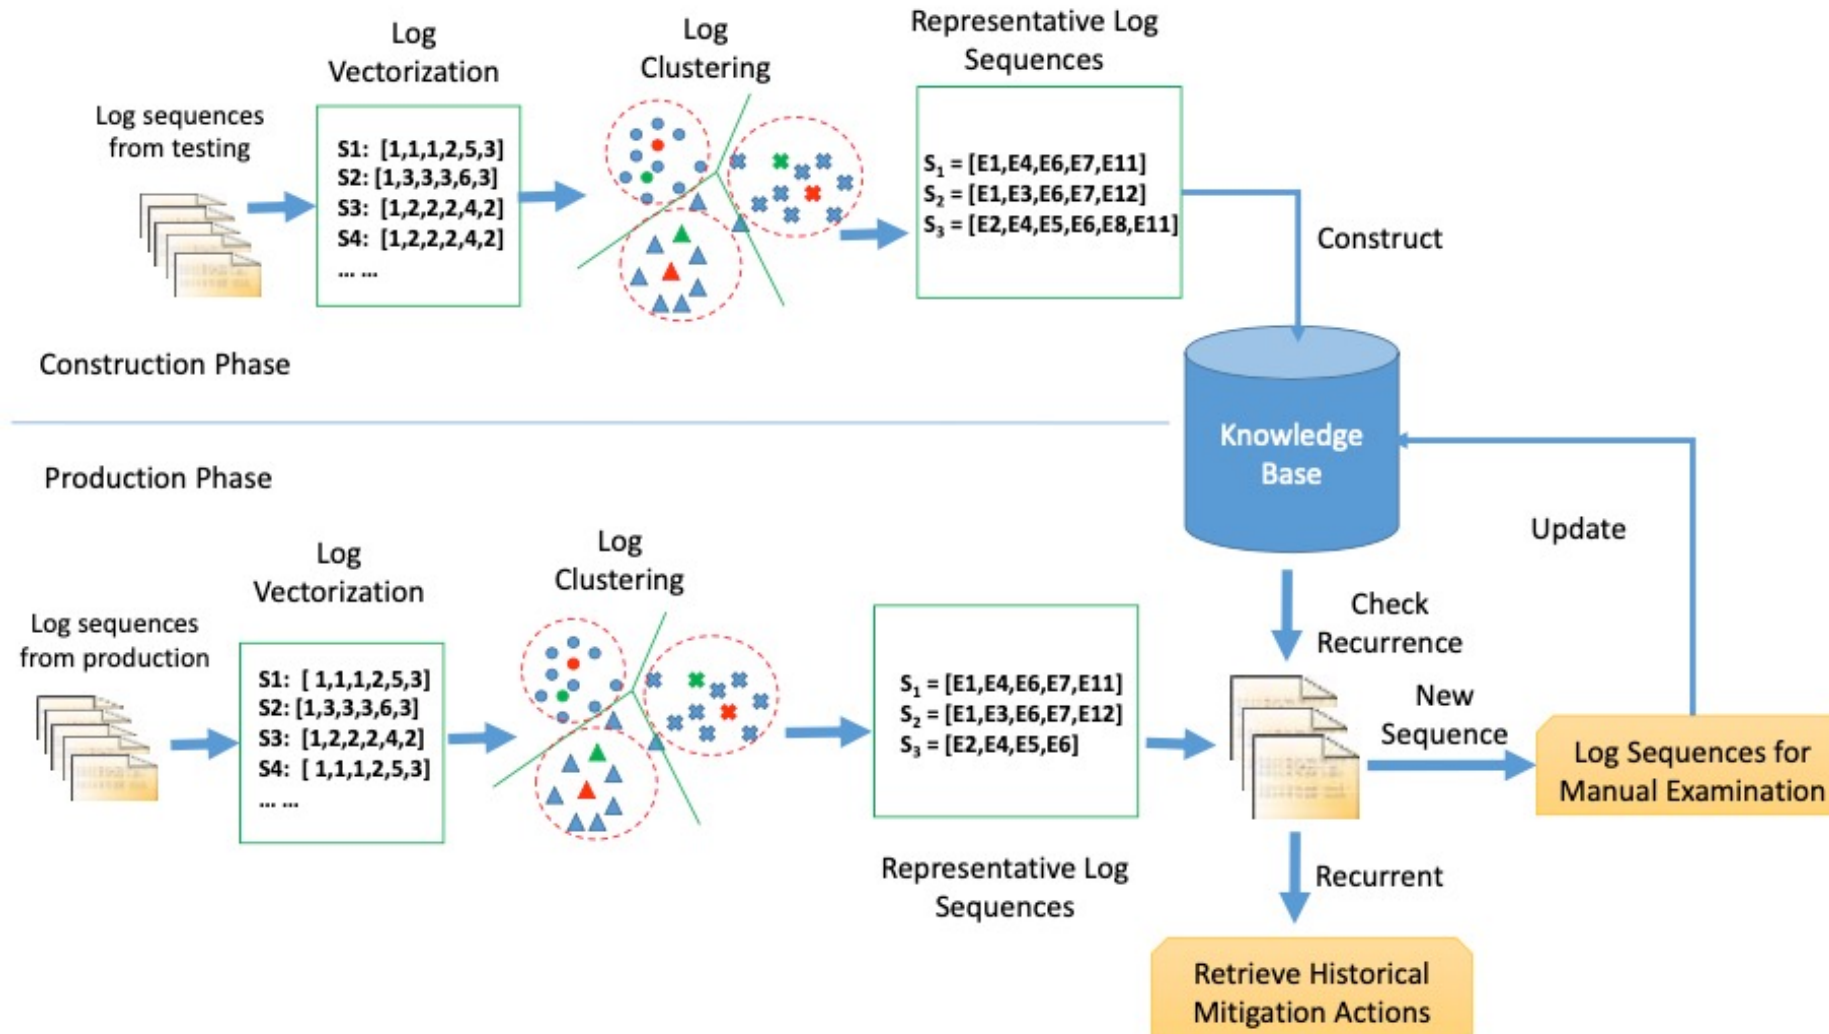 Log
Vectorization
Log
Clustering
Representative Log
Sequences
Log sequences
from testing
S1: [1,1,1,2,5,3]
S2: [1,3,3,3,6,3]
S3: [1,2,2,2,4,2]
S4: [1,2,2,2,4,2]
... ...
S1 = [E1,E4,E6,E7,E11]
S2 = [E1,E3,E6,E7,E12]
S3 = [E2,E4,E5,E6,E8,E11]
Construct
Construction Phase
Knowledge
Base
Production Phase
Update
Log
Vectorization
Log
Clustering
Check
Recurrence
Log sequences
from production
S1: [ 1,1,1,2,5,3]
S2: [1,3,3,3,6,3]
S3: [1,2,2,2,4,2]
S4: [ 1,1,1,2,5,3]
... ...
S1 = [E1,E4,E6,E7,E11]
S2 = [E1,E3,E6,E7,E12]
S3 = [E2,E4,E5,E6]
New
Sequence
Log Sequences for
Manual Examination
Representative Log
Sequences
Recurrent
Retrieve Historical
Mitigation Actions